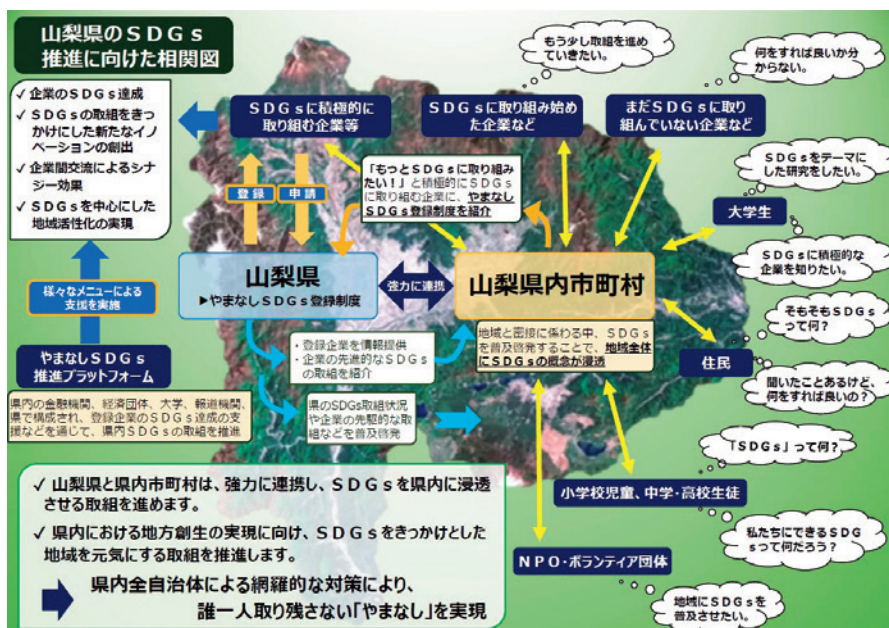 山梨県のSDGs
推進に向けた相関図
✓ 企業のSDGs達成
✓ SDGsの取組をきっ
かけにした新たなイノ
ベーションの創出
✓ 企業間交流によるシナ
ジー効果
✓ SDGsを中心にした
地域活性化の実現
様々なメニューによる
支援を実施
やまなしSDGs
推進プラットフォーム
県内の金融機関、経済団体、大学、報道機関、
県で構成され、登録企業のSDGs達成の支
援などを通じて、県内SDGsの取組を推進
SDGsに積極的に
取り組む企業等
SDGsに取り組み始め
た企業など
まだSDGsに取り
組んでいない企業など
もう少し取組を進め
ていきたい。
何をすれば良いか分
からない。
登録
申請
「もっとSDGsに取り組み
たい！」と積極的にSDGs
に取り組む企業に、やまなし
SDGs登録制度を紹介
山梨県
▶やまなしSDGs登録制度
強力に連携
山梨県内市町村
地域と密接に係わる中、SDGs
を普及啓発することで、地域全体
にSDGsの概念が浸透
・登録企業を情報提供
・企業の先進的なSDGs
の取組を紹介
県のSDGs取組状況
や企業の先駆的な取
組などを普及啓発
SDGsをテーマに
した研究をしたい。
大学生
SDGsに積極的な
企業を知りたい。
そもそもSDGs
って何？
住民
聞いたことあるけど、
何をすれば良いの？
「SDGs」って何？
小学校児童、中学・高校生徒
私たちにできるSDG
sって何だろう？
NPO・ボランティア団体
地域にSDGsを
普及させたい。
✓ 山梨県と県内市町村は、強力に連携し、SDGsを県内に浸透
させる取組を進めます。
✓ 県内における地方創生の実現に向け、SDGsをきっかけとした
地域を元気にする取組を推進します。
県内全自治体による網羅的な対策により、
誰一人取り残さない「やまなし」を実現